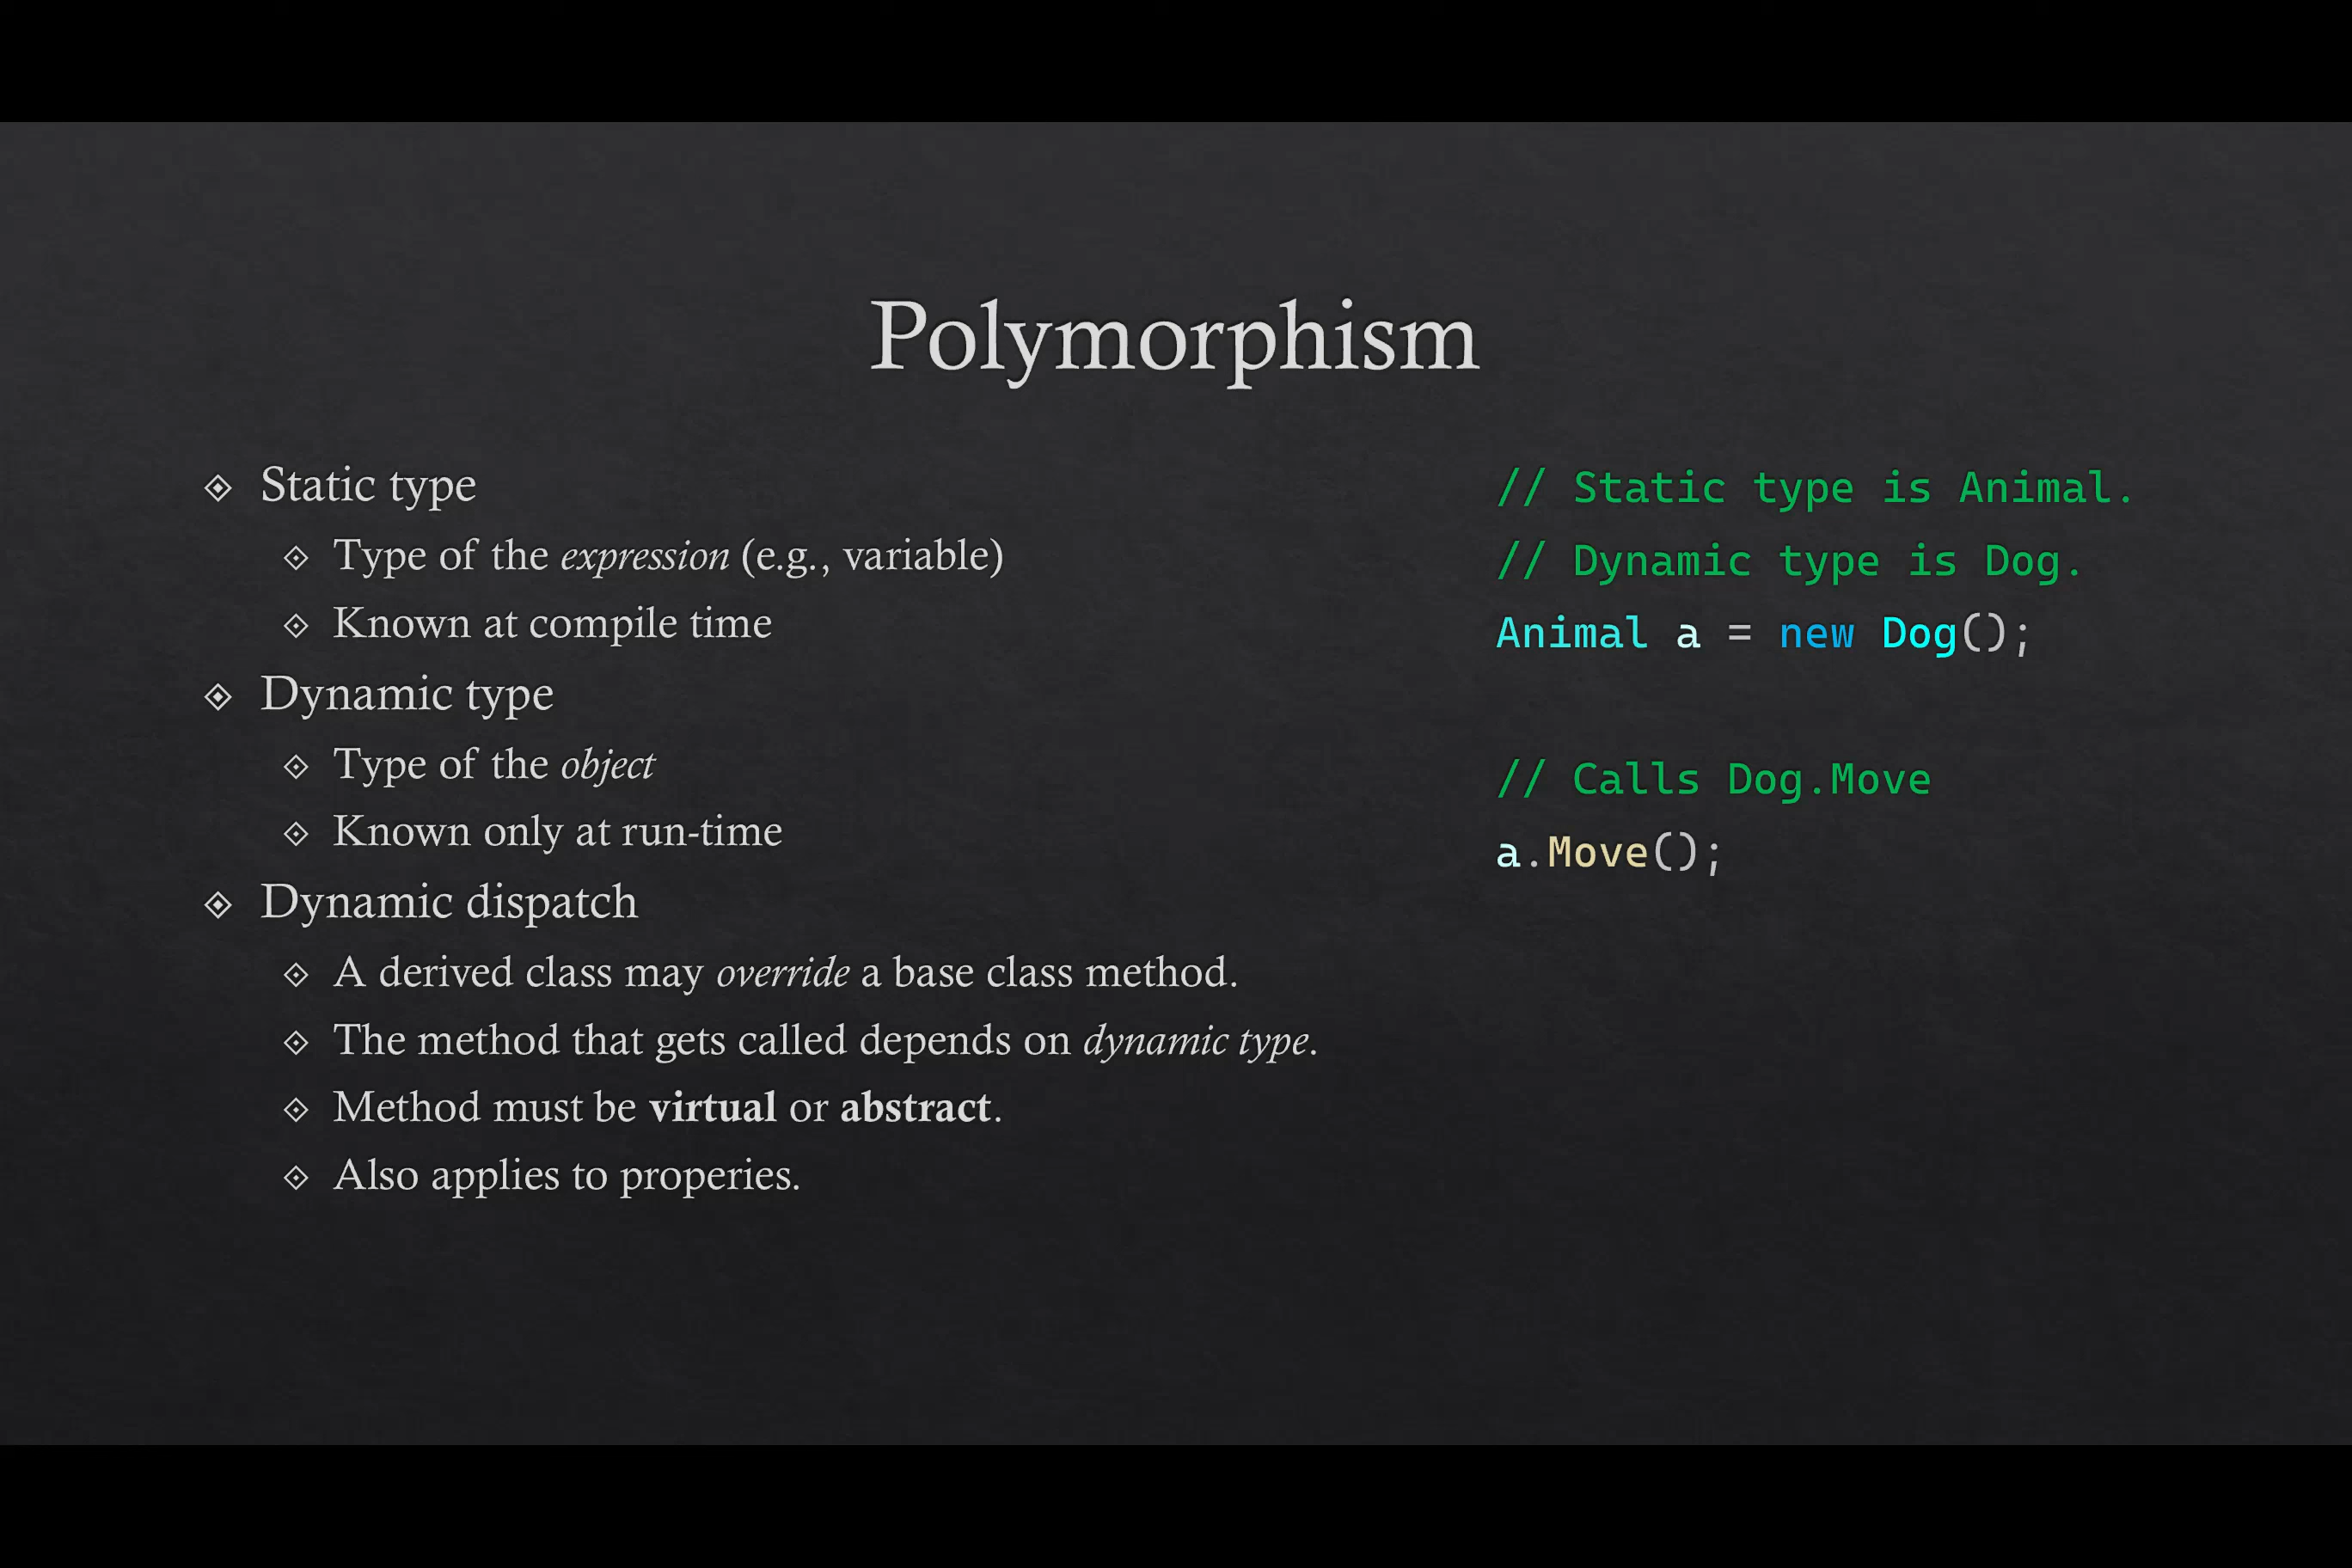 Polymorphism
Static type
Type of the expression (e.g., variable)
Known at compile time
Dynamic type
Type of the object
Known only at run-time
Dynamic dispatch
A derived class may override a base class method.
The method that gets called depends on dynamic type.
Method must be virtual or abstract.
Also applies to properies.
// Static type is Animal.
// Dynamic type is Dog.
Animal a = new Dog();
// Calls Dog.Move
a.Move();